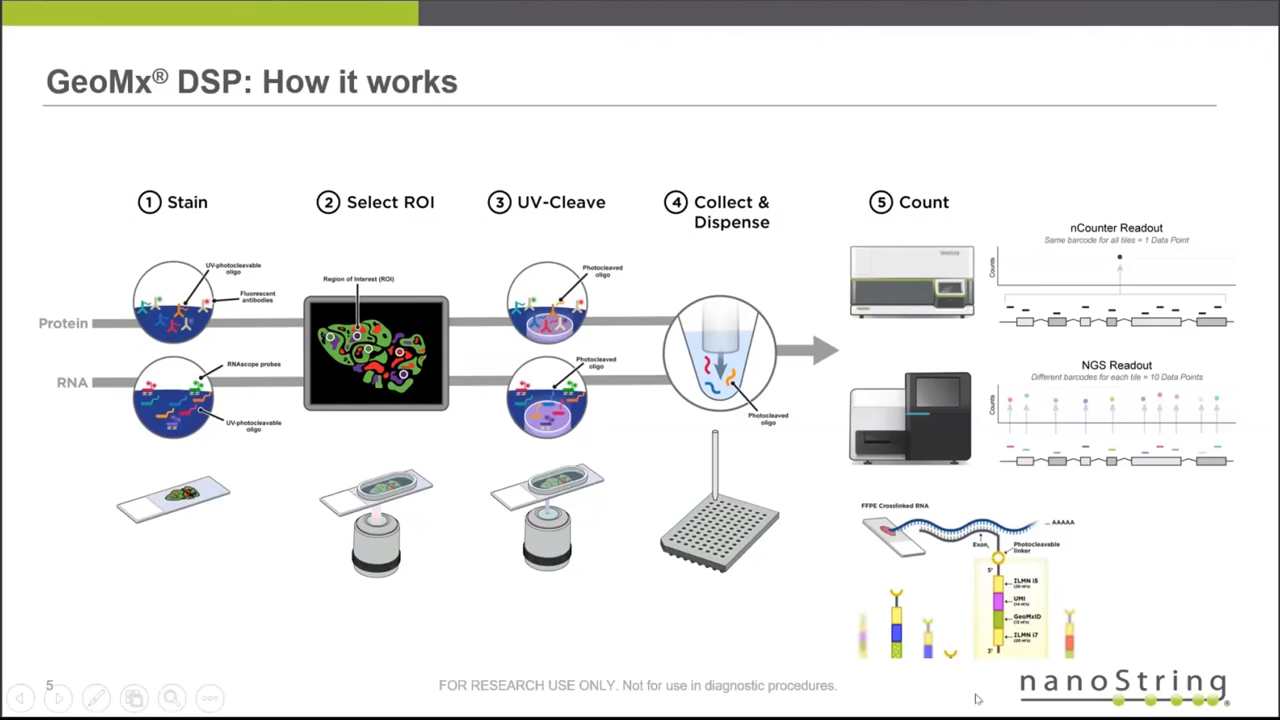 GeoMx® DSP: How it works
1 Stain
2 Select ROI
3 UV-Cleave
4 Collect &
Dispense
5 Count
Protein
RNA
UV-photocleavable
oligo
Fluorescent
antibodies
RNAscope probes
UV-photocleavable
oligo
Region of Interest (ROI)
Photocleaved
oligo
Photocleaved
oligo
Photocleaved
oligo
nCounter Readout
Same barcode for all tiles = 1 Data Point
Counts
NGS Readout
Different barcodes for each tile = 10 Data Points
Counts
FFPE Crosslinked RNA
... AAAAA
Exon,
Photocleavable
linker
5'
ILMN i5
UMI
GeoMxID
ILMN i7
3'
5
FOR RESEARCH USE ONLY. Not for use in diagnostic procedures.
nanoString®